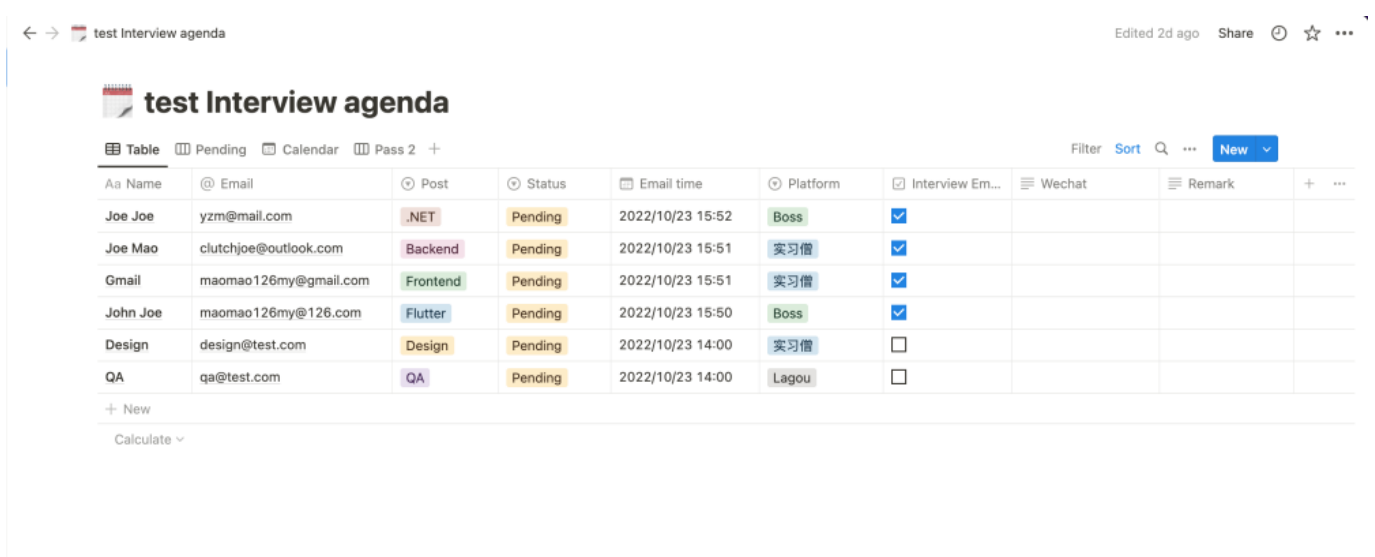 test Interview agenda
Edited 2d ago Share
test Interview agenda
Table Pending Calendar Pass 2
Filter Sort New
Aa Name @ Email Post Status Email time Platform Interview Em... Wechat Remark
Joe Joe yzm@mail.com .NET Pending 2022/10/23 15:52 Boss
Joe Mao clutchjoe@outlook.com Backend Pending 2022/10/23 15:51 实习僧
Gmail maomao126my@gmail.com Frontend Pending 2022/10/23 15:51 实习僧
John Joe maomao126my@126.com Flutter Pending 2022/10/23 15:50 Boss
Design design@test.com Design Pending 2022/10/23 14:00 实习僧
QA qa@test.com QA Pending 2022/10/23 14:00 Lagou
+ New
Calculate